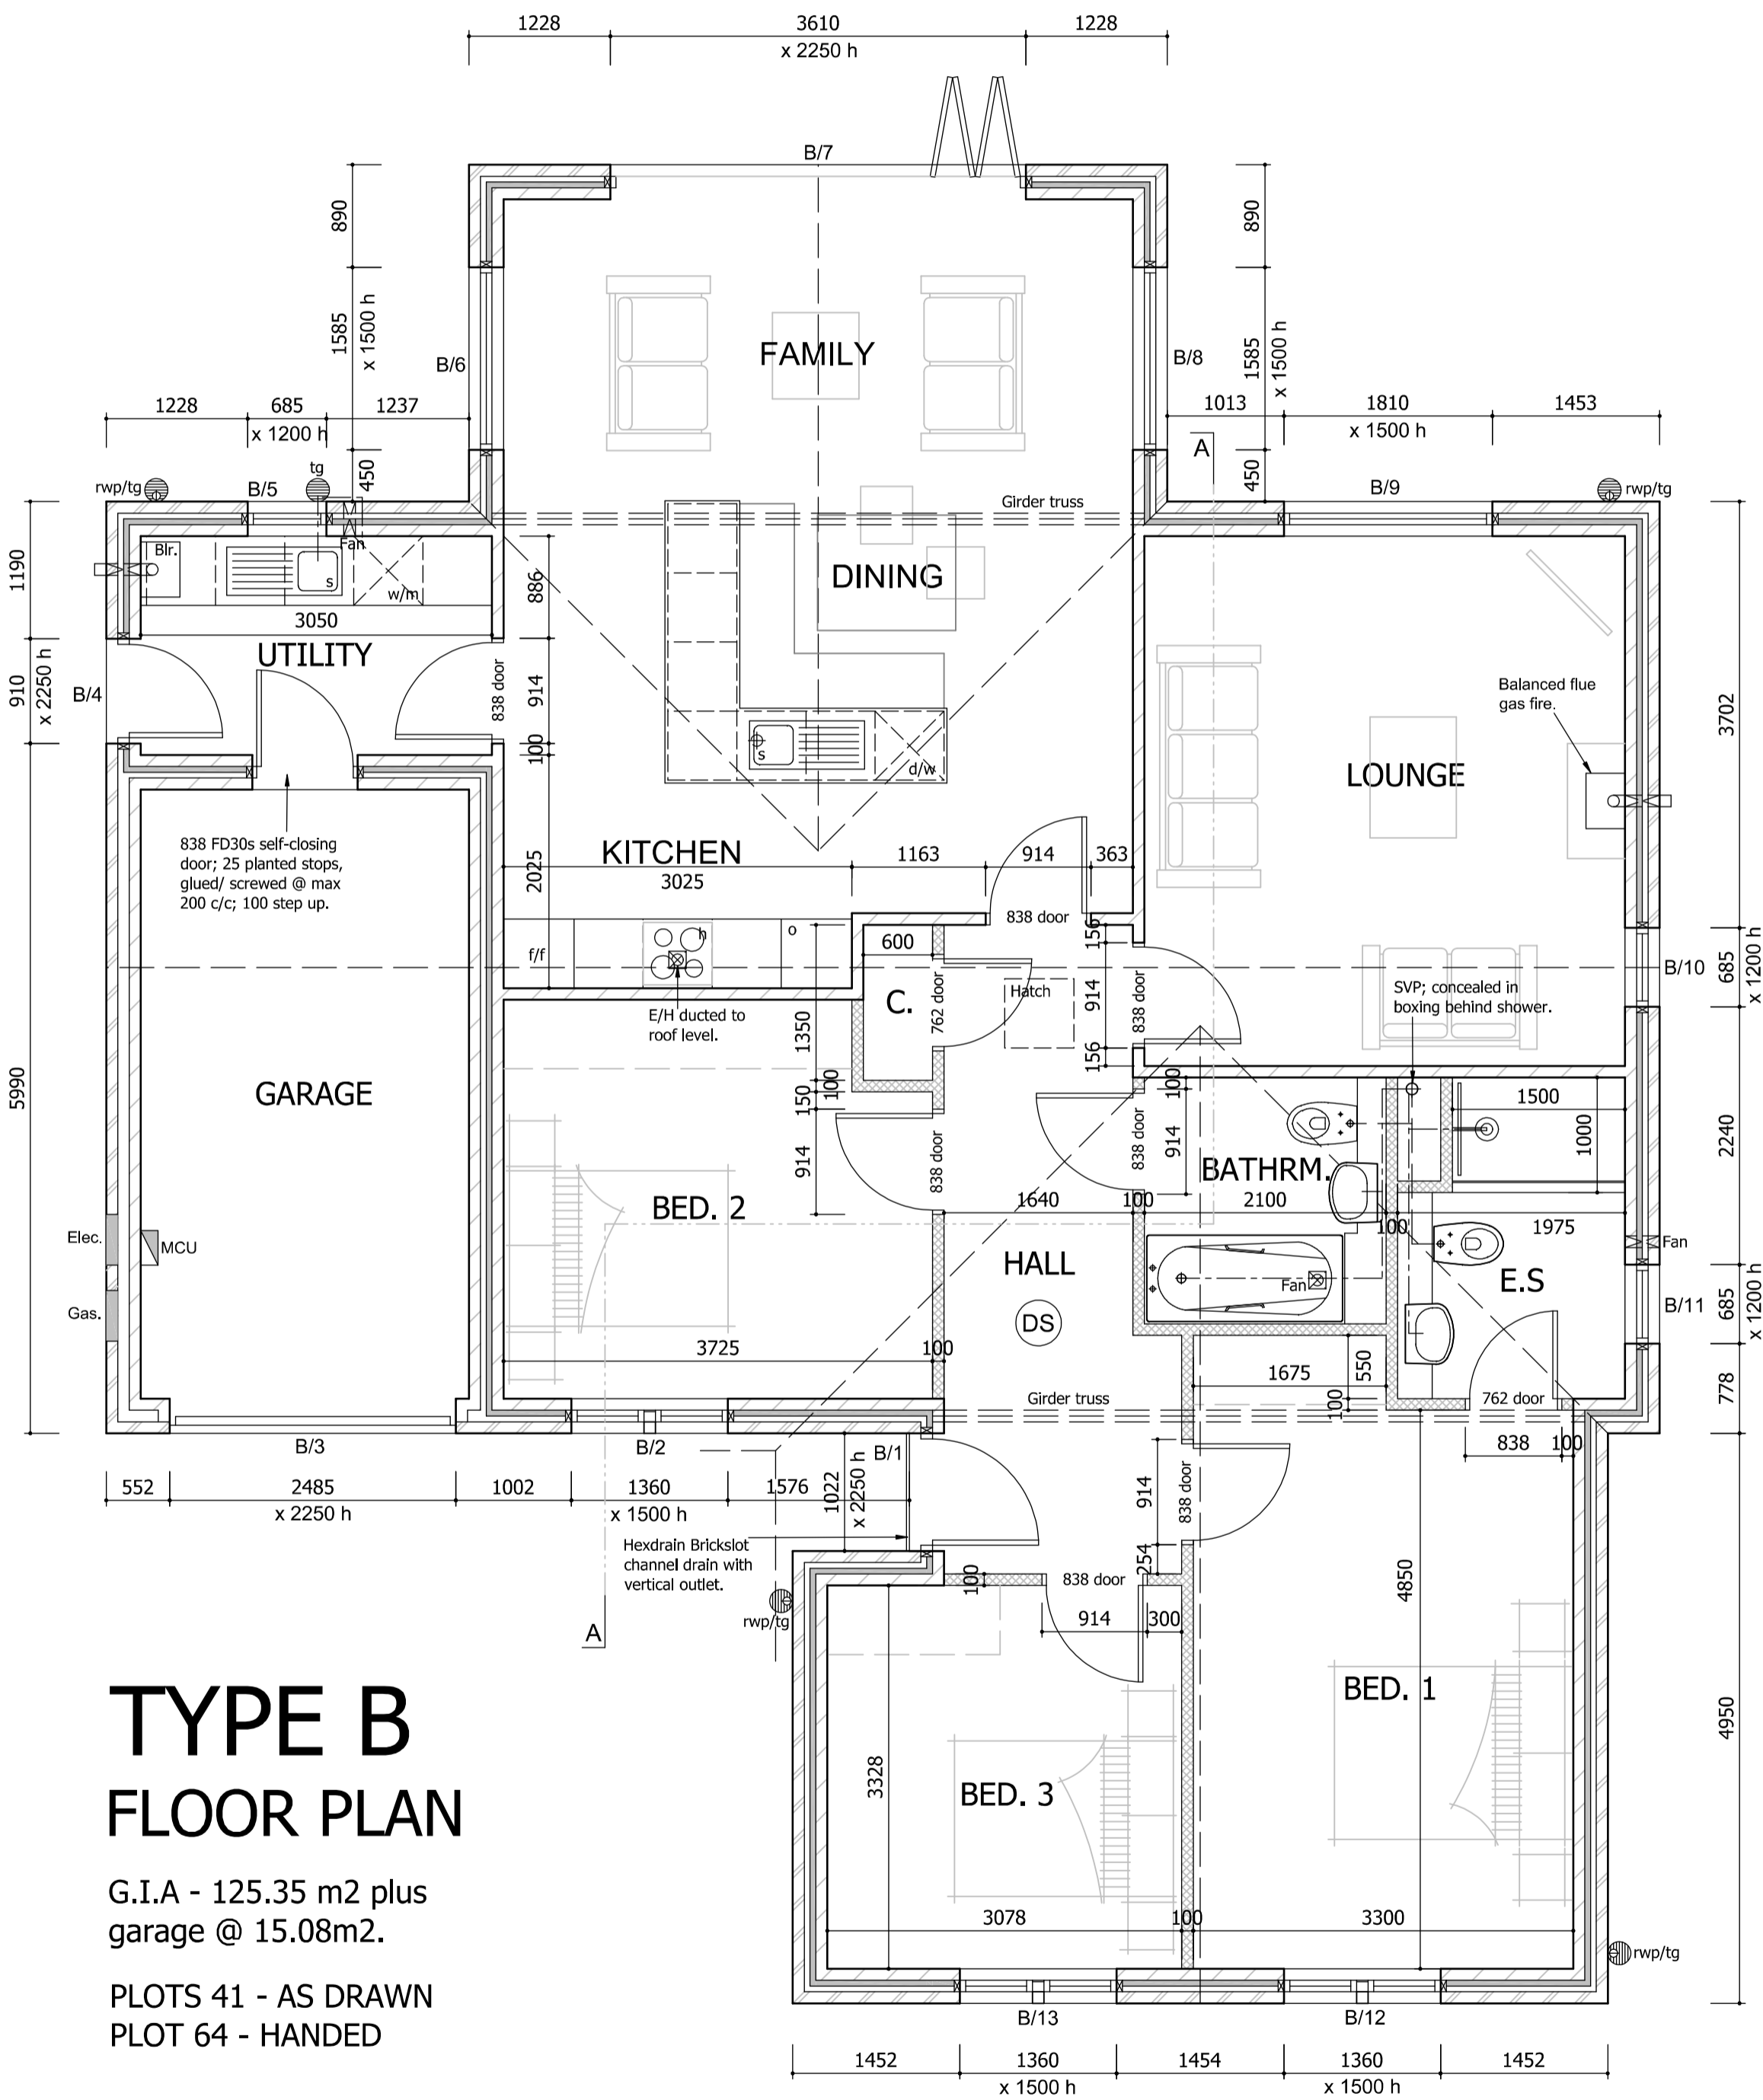 1228 3610 1228
x 2250 h
B/7
890
890
1585
x 1500 h
1585
x 1500 h
B/6
FAMILY
B/8
1228 685 1237
x 1200 h
1013 1810 1453
x 1500 h
450
450
A
tg
rwp/tg
B/5
Girder truss
B/9
rwp/tg
Blr.
Fan
s
w/m
1190
886
DINING
3050
UTILITY
910
x 2250 h
B/4
838 door
914
100
s
d/w
Balanced flue
gas fire.
3702
LOUNGE
838 FD30s self-closing
door; 25 planted stops,
glued/ screwed @ max
200 c/c; 100 step up.
2025
KITCHEN
3025
1163 914 363
838 door
156
600
f/f
h
o
C.
762 door
Hatch
914
838 door
156
B/10
685
x 1200 h
SVP; concealed in
boxing behind shower.
E/H ducted to
roof level.
1350
100
150
5990
GARAGE
100
914
838 door
1500
1000
2240
914
838 door
BATHRM.
BED. 2
1640 100 2100 100 1975
Elec.
MCU
HALL
Fan
Fan
E.S
Gas.
DS
B/11
685
x 1200 h
3725 100
1675
550
100
778
Girder truss
762 door
838 100
B/3
B/2
B/1
552 2485 1002 1360 1576
x 2250 h
x 1500 h
1022
x 2250 h
914
838 door
254
Hexdrain Brickslot
channel drain with
vertical outlet.
100
838 door
914 300
4850
rwp/tg
A
TYPE B
FLOOR PLAN
BED. 1
4950
3328
BED. 3
G.I.A - 125.35 m2 plus
garage @ 15.08m2.
3078 100 3300
rwp/tg
PLOTS 41 - AS DRAWN
PLOT 64 - HANDED
B/13
B/12
1452 1360 1454 1360 1452
x 1500 h
x 1500 h